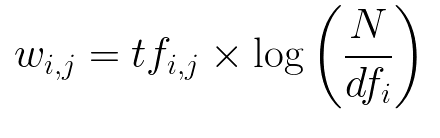 w_{i,j} = tf_{i,j} × log(N/df_i)